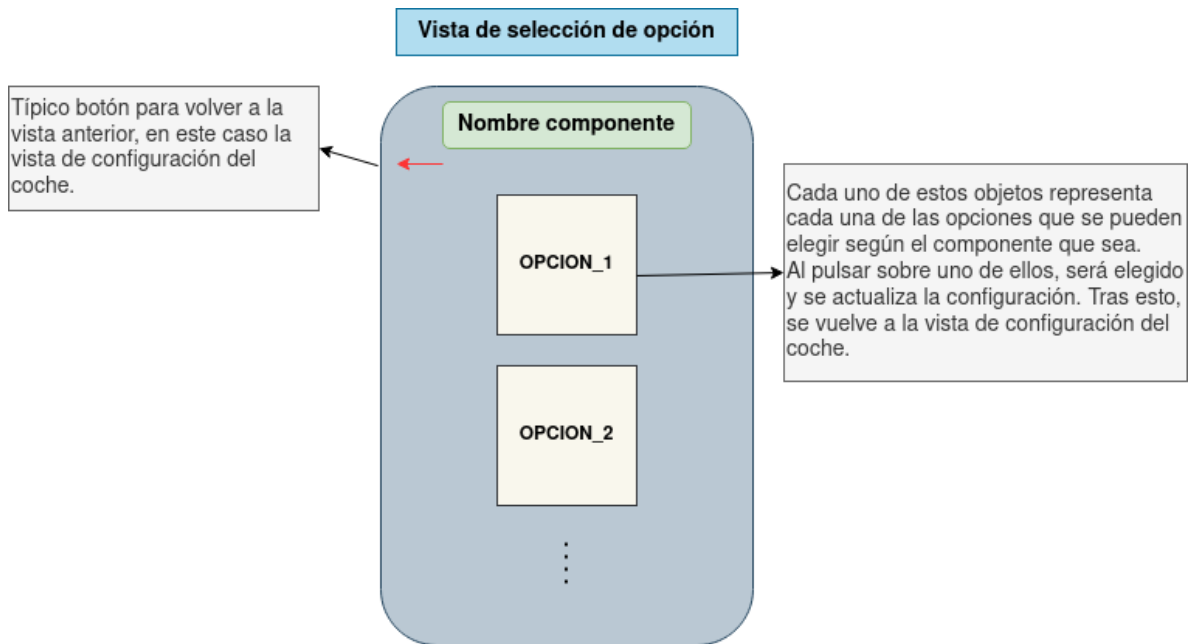 Vista de selección de opción
Típico botón para volver a la
vista anterior, en este caso la
vista de configuración del
coche.
Nombre componente
Cada uno de estos objetos representa
cada una de las opciones que se pueden
elegir según el componente que sea.
Al pulsar sobre uno de ellos, será elegido
y se actualiza la configuración. Tras esto,
se vuelve a la vista de configuración del
coche.
OPCION_1
OPCION_2